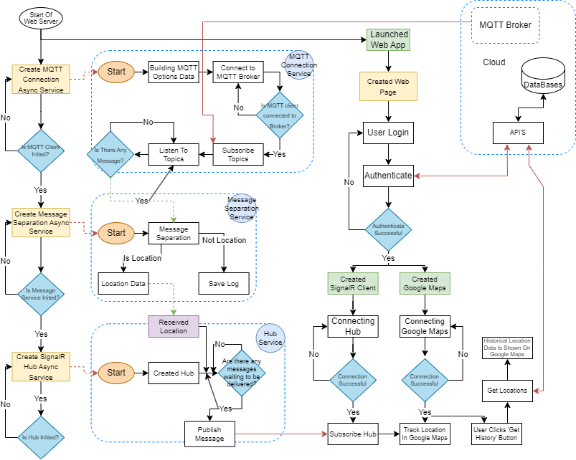 Start Of
Web Server
Launched
Web App
MQTT Broker
Cloud
DataBases
API'S
Create MQTT
Connection
Async Service
Start
Building MQTT
Options Data
Connect to
MQTT Broker
MQTT
Connection
Service
Created Web
Page
No
Is MQTT client
connected to
Broker?
Is MQTT Client
Inited?
No
Is There Any
Message?
No
Listen To
Topics
Subscribe
Topics
Yes
Yes
User Login
Authenticate
No
Yes
Create Message
Separation Async
Service
Start
Message
Separation
Message
Separation
Service
Authenticate
Successful
Not Location
Is Location
Yes
Location Data
Save Log
Is Message
Service Inited?
No
Yes
Created
SignalR Client
Created
Google Maps
Received
Location
Hub
Service
Connecting
Hub
Connecting
Google Maps
Historical Location
Data Is Shown On
Google Maps
Create SignalR
Hub Async
Service
Start
Created Hub
No
Are there any
messages
waiting to be
delivered?
No
Connection
Successful
Connection
Successful
No
Get Locations
No
Yes
Yes
Yes
Yes
Is Hub Inited?
Publish
Message
Subscribe Hub
Track Location
In Google Maps
User Clicks 'Get
History' Button